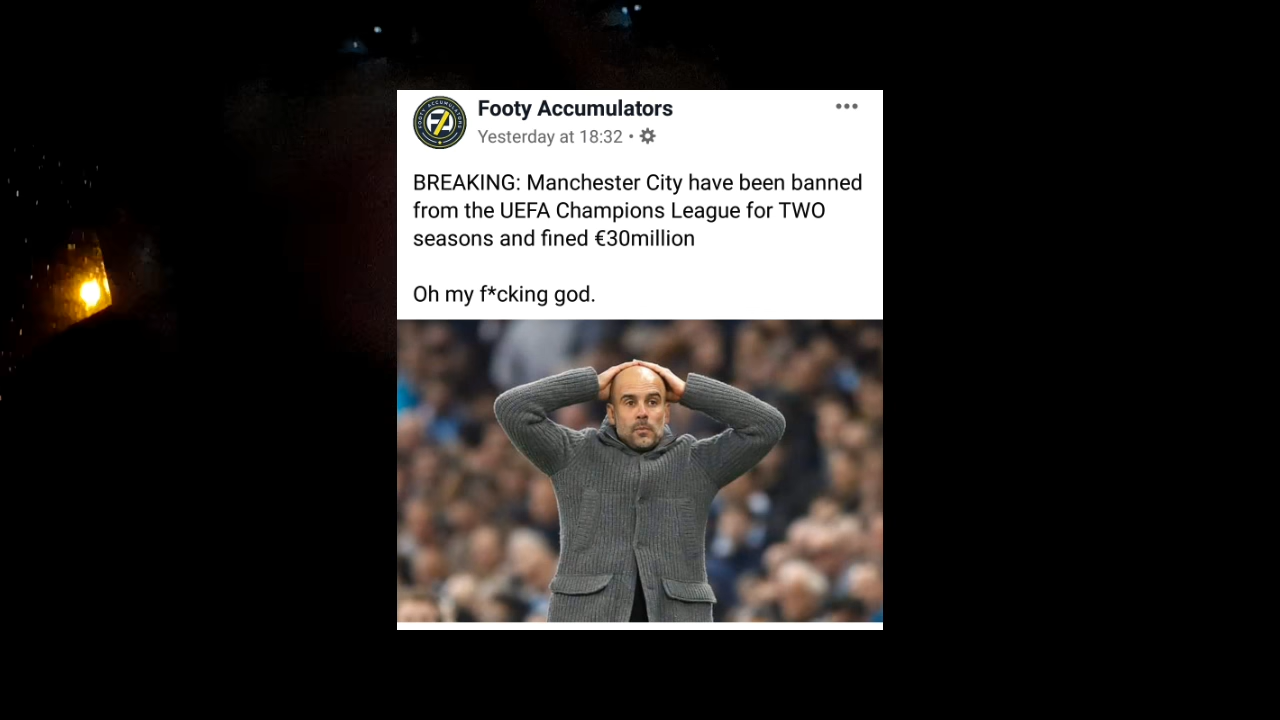 Footy Accumulators
Yesterday at 18:32 •
BREAKING: Manchester City have been banned
from the UEFA Champions League for TWO
seasons and fined €30million
Oh my f*cking god.